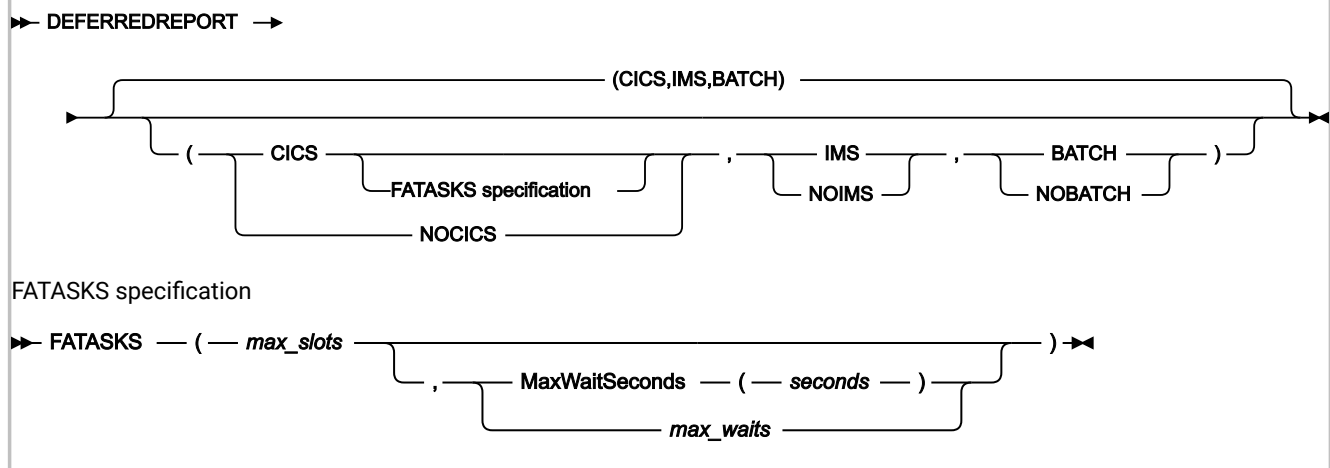 DEFERREDREPORT
(CICS,IMS,BATCH)
( CICS , IMS , BATCH )
FATASKS specification NOIMS NOBATCH
NOCICS
FATASKS specification
FATASKS ( max_slots )
, MaxWaitSeconds ( seconds )
max_waits